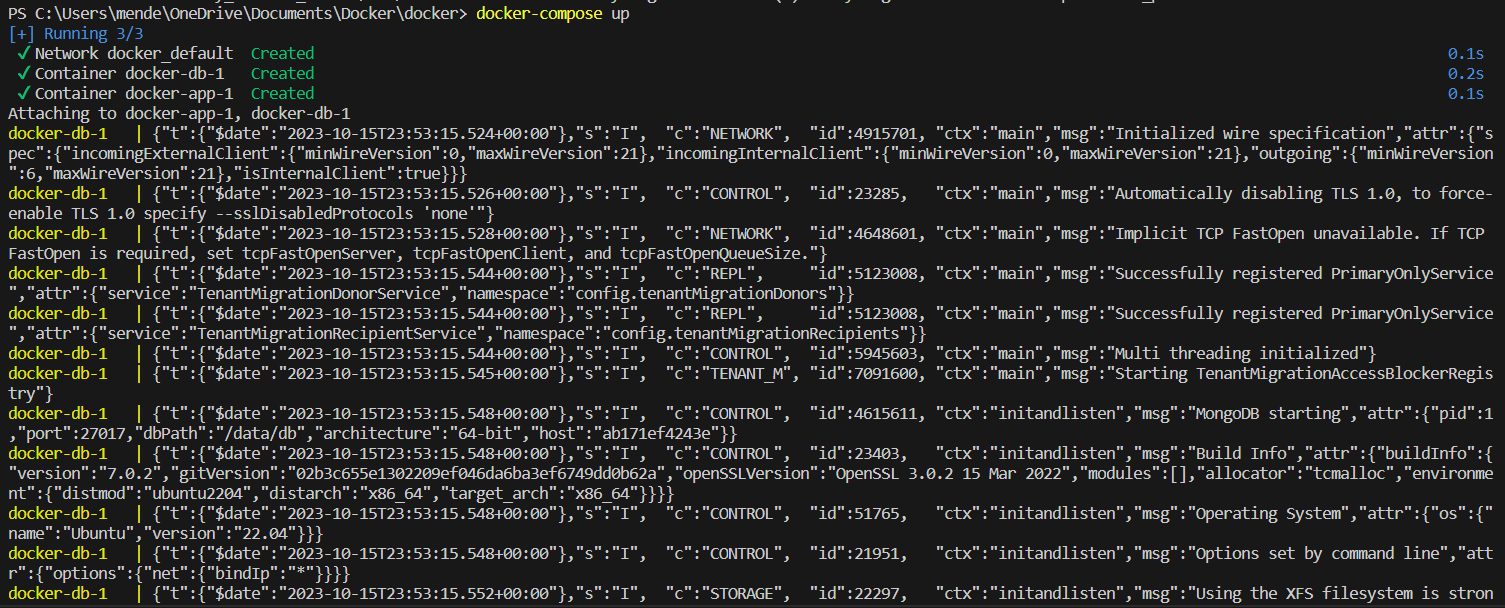 PS C:\Users\mende\OneDrive\Documents\Docker\docker> docker-compose up
[+] Running 3/3
✓ Network docker_default Created 0.1s
✓ Container docker-db-1 Created 0.2s
✓ Container docker-app-1 Created 0.1s
Attaching to docker-app-1, docker-db-1
docker-db-1 | {"t":{"$date":"2023-10-15T23:53:15.524+00:00"},"s":"I", "c":"NETWORK", "id":4915701, "ctx":"main","msg":"Initialized wire specification","attr":{"s
pec":{"incomingExternalClient":{"minWireVersion":0,"maxWireVersion":21},"incomingInternalClient":{"minWireVersion":0,"maxWireVersion":21},"outgoing":{"minWireVersion
":6,"maxWireVersion":21},"isInternalClient":true}}}
docker-db-1 | {"t":{"$date":"2023-10-15T23:53:15.526+00:00"},"s":"I", "c":"CONTROL", "id":23285, "ctx":"main","msg":"Automatically disabling TLS 1.0, to force-
enable TLS 1.0 specify --sslDisabledProtocols 'none'"}
docker-db-1 | {"t":{"$date":"2023-10-15T23:53:15.528+00:00"},"s":"I", "c":"NETWORK", "id":4648601, "ctx":"main","msg":"Implicit TCP FastOpen unavailable. If TCP
FastOpen is required, set tcpFastOpenServer, tcpFastOpenClient, and tcpFastOpenQueueSize."}
docker-db-1 | {"t":{"$date":"2023-10-15T23:53:15.544+00:00"},"s":"I", "c":"REPL", "id":5123008, "ctx":"main","msg":"Successfully registered PrimaryOnlyService
","attr":{"service":"TenantMigrationDonorService","namespace":"config.tenantMigrationDonors"}}
docker-db-1 | {"t":{"$date":"2023-10-15T23:53:15.544+00:00"},"s":"I", "c":"REPL", "id":5123008, "ctx":"main","msg":"Successfully registered PrimaryOnlyService
","attr":{"service":"TenantMigrationRecipientService","namespace":"config.tenantMigrationRecipients"}}
docker-db-1 | {"t":{"$date":"2023-10-15T23:53:15.544+00:00"},"s":"I", "c":"CONTROL", "id":5945603, "ctx":"main","msg":"Multi threading initialized"}
docker-db-1 | {"t":{"$date":"2023-10-15T23:53:15.545+00:00"},"s":"I", "c":"TENANT_M", "id":7091600, "ctx":"main","msg":"Starting TenantMigrationAccessBlockerRegis
try"}
docker-db-1 | {"t":{"$date":"2023-10-15T23:53:15.548+00:00"},"s":"I", "c":"CONTROL", "id":4615611, "ctx":"initandlisten","msg":"MongoDB starting","attr":{"pid":1
,"port":27017,"dbPath":"/data/db","architecture":"64-bit","host":"ab171ef4243e"}}
docker-db-1 | {"t":{"$date":"2023-10-15T23:53:15.548+00:00"},"s":"I", "c":"CONTROL", "id":23403, "ctx":"initandlisten","msg":"Build Info","attr":{"buildInfo":{
"version":"7.0.2","gitVersion":"02b3c655e1302209ef046da6ba3ef6749dd0b62a","openSSLVersion":"OpenSSL 3.0.2 15 Mar 2022","modules":[],"allocator":"tcmalloc","environme
nt":{"distmod":"ubuntu2204","distarch":"x86_64","target_arch":"x86_64"}}}}
docker-db-1 | {"t":{"$date":"2023-10-15T23:53:15.548+00:00"},"s":"I", "c":"CONTROL", "id":51765, "ctx":"initandlisten","msg":"Operating System","attr":{"os":{"
name":"Ubuntu","version":"22.04"}}}
docker-db-1 | {"t":{"$date":"2023-10-15T23:53:15.548+00:00"},"s":"I", "c":"CONTROL", "id":21951, "ctx":"initandlisten","msg":"Options set by command line","att
r":{"options":{"net":{"bindIp":"*"}}}}
docker-db-1 | {"t":{"$date":"2023-10-15T23:53:15.552+00:00"},"s":"I", "c":"STORAGE", "id":22297, "ctx":"initandlisten","msg":"Using the XFS filesystem is stron